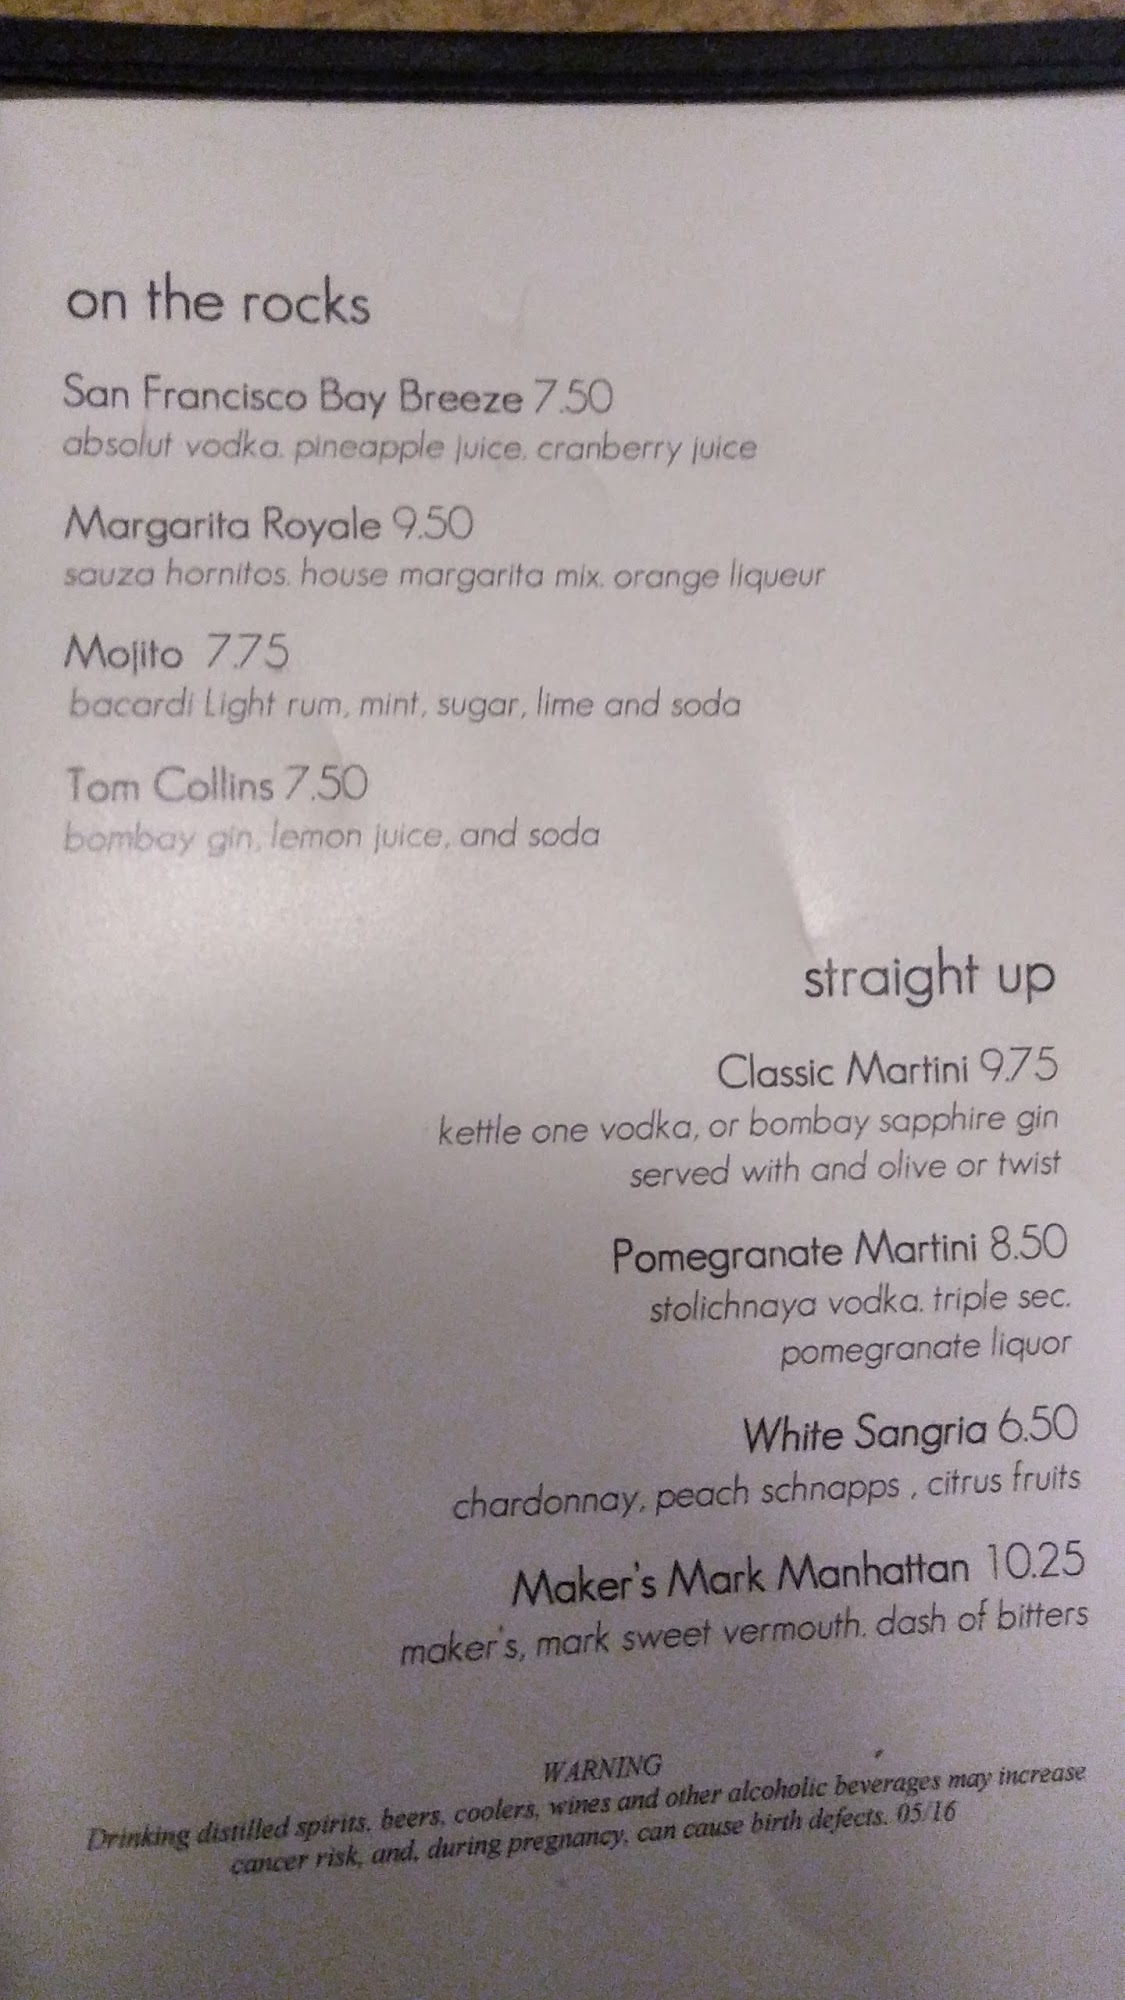 on the rocks
San Francisco Bay Breeze 7.50
absolut vodka. pineapple juice. cranberry juice
Margarita Royale 9.50
sauza hornitos. house margarita mix. orange liqueur
Mojito 7.75
bacardi Light rum, mint, sugar, lime and soda
Tom Collins 7.50
bombay gin, lemon juice, and soda
straight up
Classic Martini 9.75
kettle one vodka, or bombay sapphire gin
served with and olive or twist
Pomegranate Martini 8.50
stolichnaya vodka. triple sec.
pomegranate liquor
White Sangria 6.50
chardonnay, peach schnapps , citrus fruits
Maker's Mark Manhattan 10.25
maker's, mark sweet vermouth. dash of bitters
WARNING
Drinking distilled spirits, beers, coolers, wines and other alcoholic beverages may increase
cancer risk, and, during pregnancy, can cause birth defects. 05/16